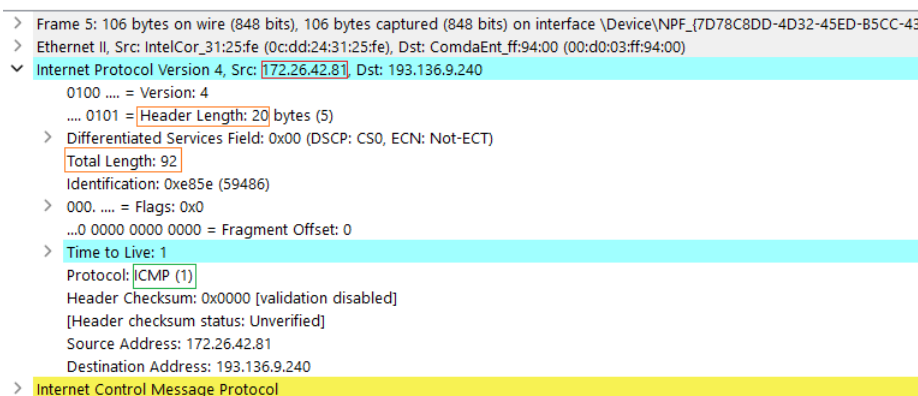 Frame 5: 106 bytes on wire (848 bits), 106 bytes captured (848 bits) on interface \Device\NPF_{7D78C8DD-4D32-45ED-B5CC-43
Ethernet II, Src: IntelCor_31:25:fe (0c:dd:24:31:25:fe), Dst: ComdaEnt_ff:94:00 (00:d0:03:ff:94:00)
Internet Protocol Version 4, Src: 172.26.42.81, Dst: 193.136.9.240
0100 .... = Version: 4
.... 0101 = Header Length: 20 bytes (5)
Differentiated Services Field: 0x00 (DSCP: CS0, ECN: Not-ECT)
Total Length: 92
Identification: 0xe85e (59486)
000. .... = Flags: 0x0
...0 0000 0000 0000 = Fragment Offset: 0
Time to Live: 1
Protocol: ICMP (1)
Header Checksum: 0x0000 [validation disabled]
[Header checksum status: Unverified]
Source Address: 172.26.42.81
Destination Address: 193.136.9.240
Internet Control Message Protocol